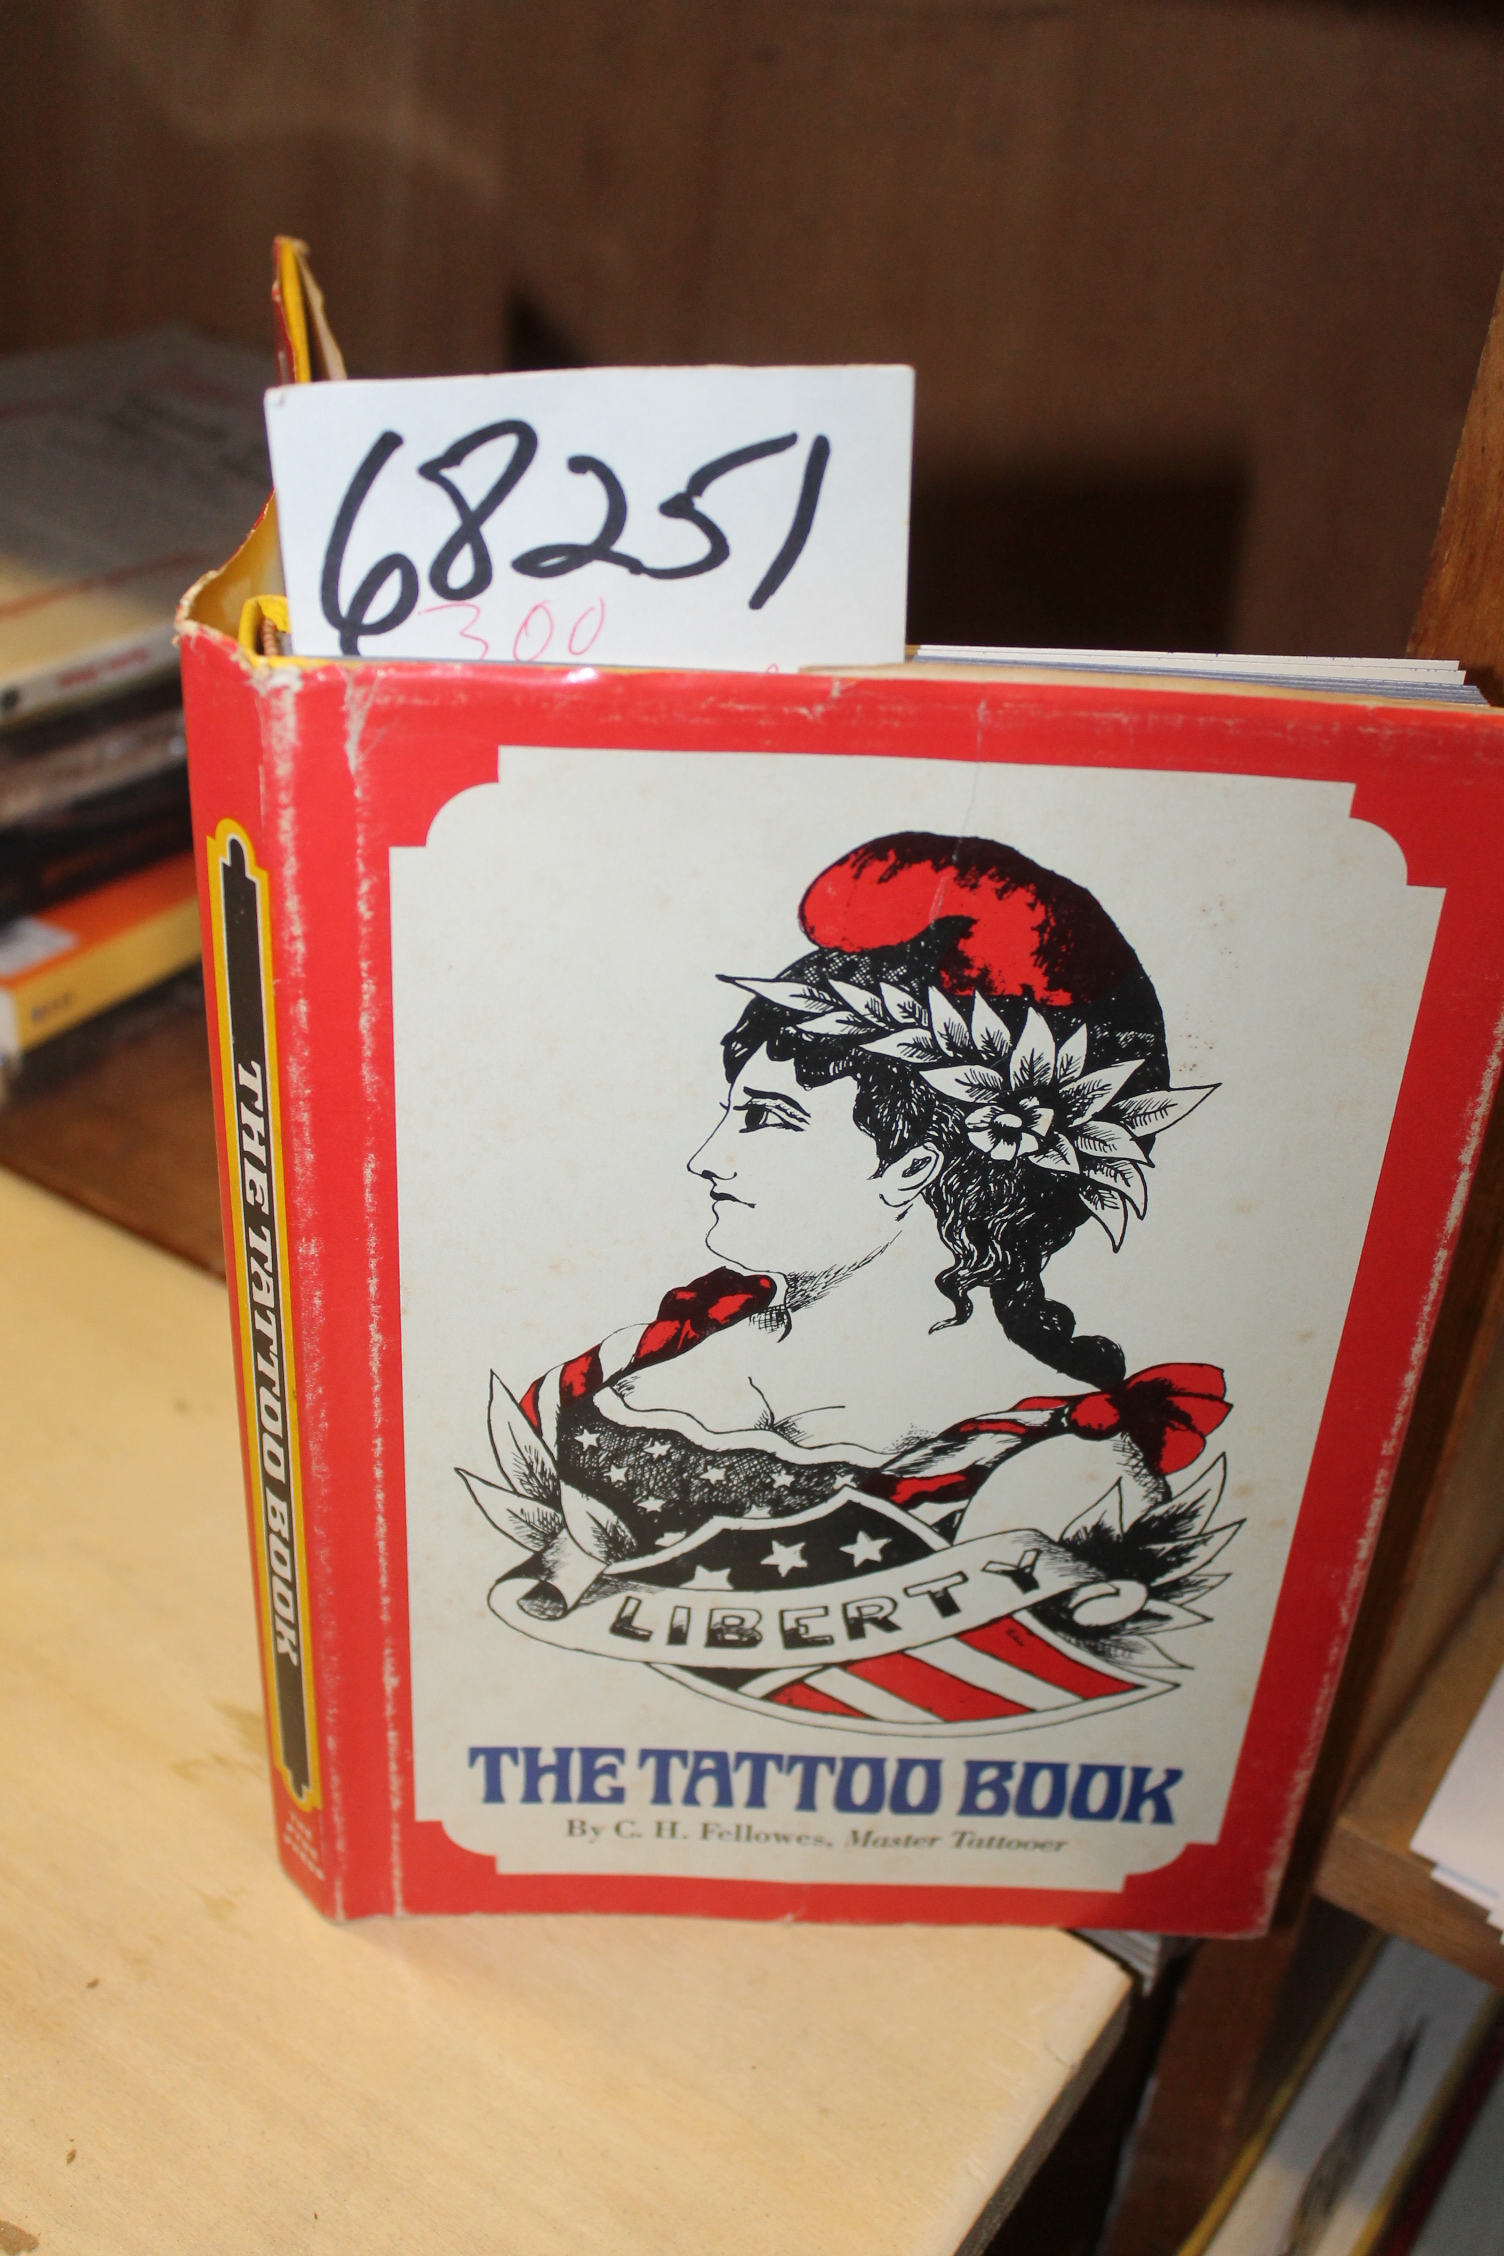 68251
300
THE TATTOO BOOK
LIBERTY
THE TATTOO BOOK
By C. H. Fellowes, Master Tattooer